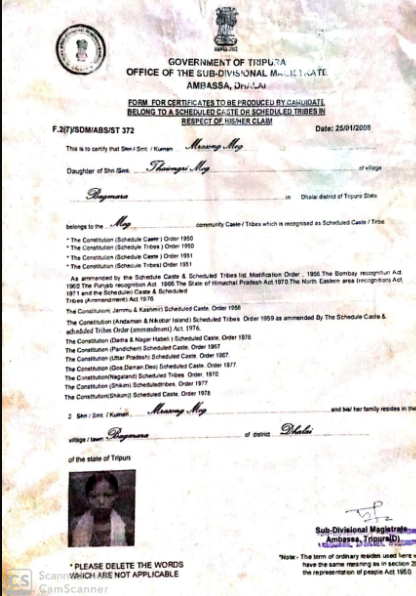 GOVERNMENT OF TRIPURA
OFFICE OF THE SUB-DIVISIONAL MAGISTRATE
AMBASSA, DHALAI
FORM FOR CERTIFICATES TO BE PRODUCED BY CANDIDATE
BELONG TO A SCHEDULED CASTE OR SCHEDULED TRIBES IN
RESPECT OF HIS/HER CLAIM
F.2(7)/SDM/ABS/ST 372 Date: 25/01/2008
This is to certify that Shri / Smt. / Kumari Mrasong Mog
Daughter of Shri /Smt. Thwongri Mog of village
Bagmara in Dhalai district of Tripura State
belongs to the Mog community Caste / Tribes which is recognised as Scheduled Caste / Tribe
* The Constitution (Schedule Caste ) Order 1950
* The Constitution (Schedule Tribes ) Order 1950
* The Constitution (Schedule Caste ) Order 1951
* The Constitution (Schedule Tribes) Order 1951
As ammended by the Schedule Caste & Scheduled Tribes list Modification Order , 1956.The Bombay recognition Act.
1960 The Punjab recognition Act. 1966.The State of Himachal Pradesh Act.1970.The North Eastern area (recognition) Act,
1971 and the Scheduled Caste & Scheduled
Tribes (Ammendment) Act.1976
The Constitution( Jammu & Kashmir) Scheduled Caste. Order 1956
The Constitution (Andaman & Nikobar Island) Scheduled Tribes Order 1959 as ammended By The Schedule Caste &
scheduled Tribes Order (ammendment) Act. 1976.
The Constitution (Dadra & Nagar Habeli ) Scheduled Caste. Order 1970.
The Constitution (Pandicheri) Scheduled Caste. Order 1967
The Constitution (Uttar Pradesh) Scheduled Caste. Order 1967.
The Constitution (Goa,Daman,Deo) Scheduled Caste. Order 1977.
The Constitution(Nagaland) Scheduled Tribes. Order, 1970.
The Constitution (Shikim) Scheduledtribes. Order, 1977
The Constitution(Shikim)) Scheduled Caste, Order 1978
2 Shri / Smt. / Kumari Mrasong Mog and his/ her family resides in the
village / town Bagmara of district Dhalai
of the state of Tripura
Sub-Divisional Magistrate
Ambassa, Tripura(D)
* PLEASE DELETE THE WORDS
WHICH ARE NOT APPLICABLE
*Note:- The term of ordinary resides used here
have the same meaning as in section 20
the representation of people Act 1950.
CS
CamScanner